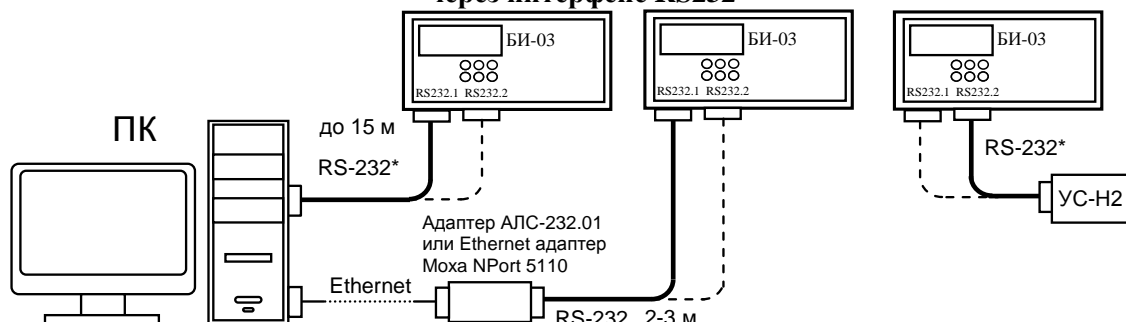 через интерфейс RS232
БИ-03
RS232.1 RS232.2
БИ-03
RS232.1 RS232.2
БИ-03
RS232.1 RS232.2
ПК
до 15 м
RS-232*
RS-232*
УС-Н2
Адаптер АЛС-232.01
или Ethernet адаптер
Моха NPort 5110
Ethernet
RS-232 2-3 м